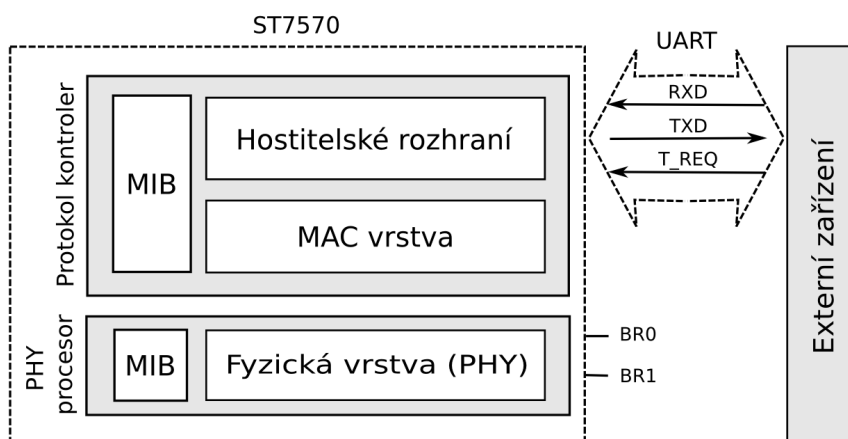 ST7570
UART
Protokol kontroler
MIB
Hostitelské rozhraní
MAC vrstva
RXD
TXD
T_REQ
PHY
procesor
MIB
Fyzická vrstva (PHY)
BR0
BR1
Externí zařízení